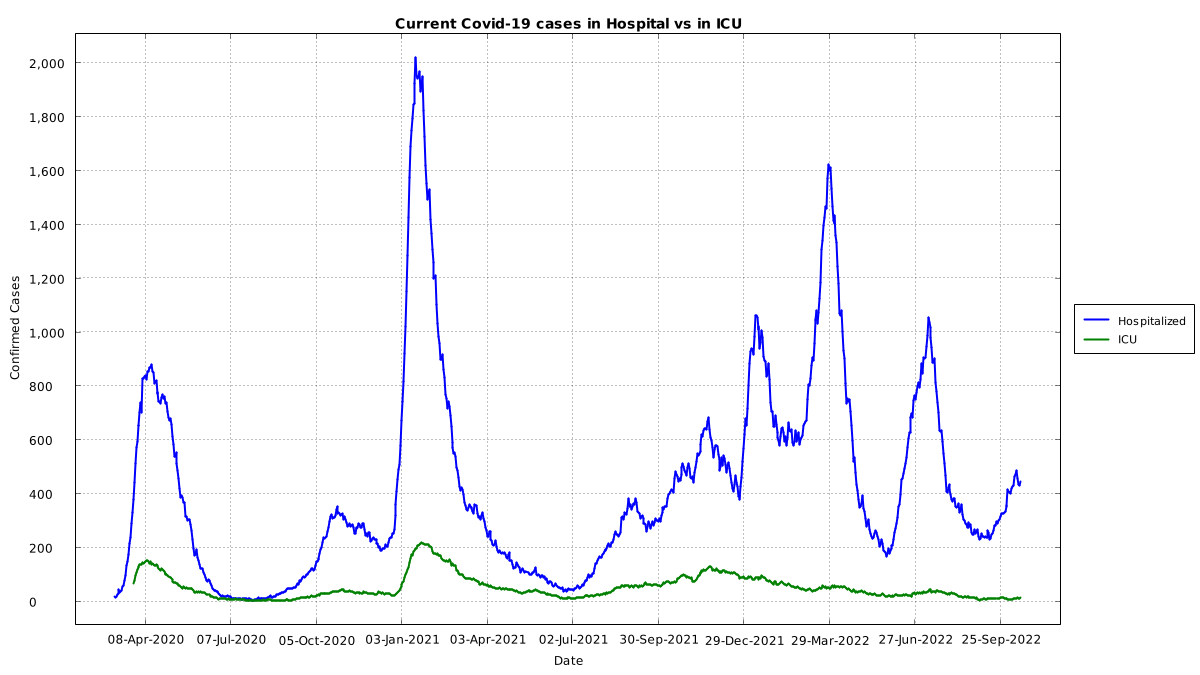 Current Covid-19 cases in Hospital vs in ICU
2,000
1,800
1,600
1,400
1,200
1,000
800
600
400
200
0
Confirmed Cases
08-Apr-2020 07-Jul-2020 05-Oct-2020 03-Jan-2021 03-Apr-2021 02-Jul-2021 30-Sep-2021 29-Dec-2021 29-Mar-2022 27-Jun-2022 25-Sep-2022
Date
Hospitalized
ICU